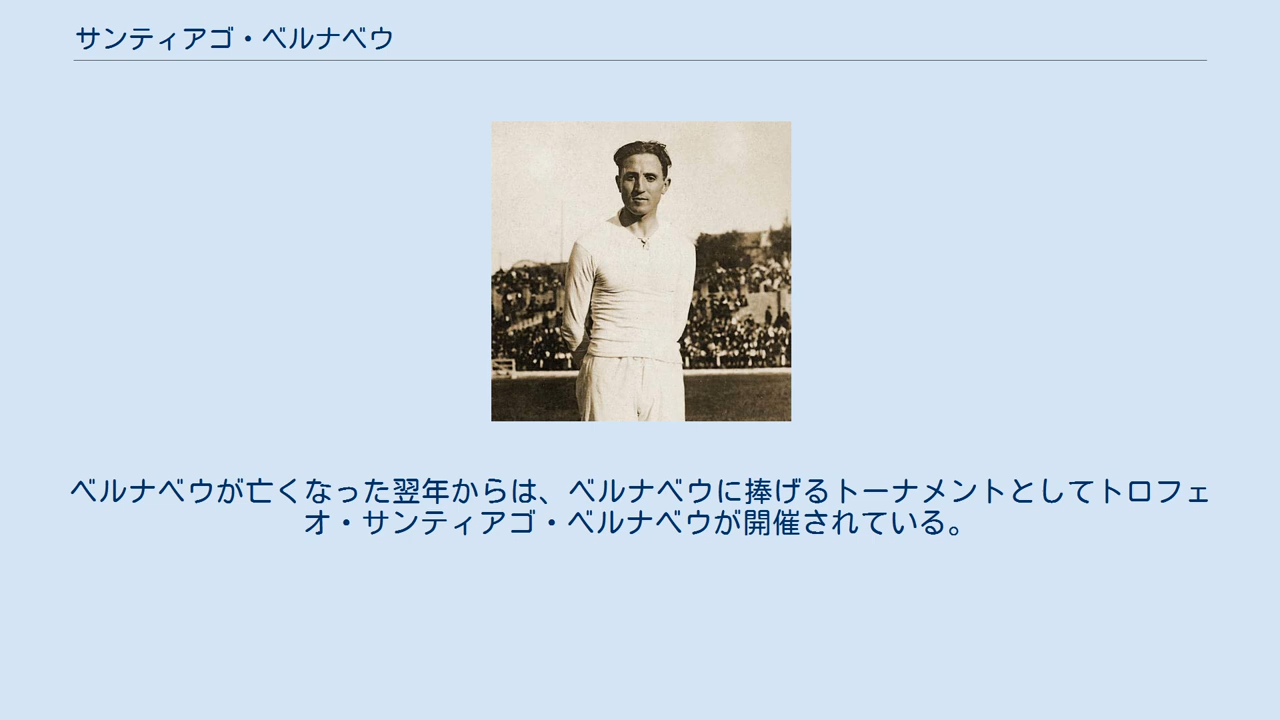 サンティアゴ・ベルナベウ
ベルナベウが亡くなった翌年からは、ベルナベウに捧げるトーナメントとしてトロフェ
オ・サンティアゴ・ベルナベウが開催されている。